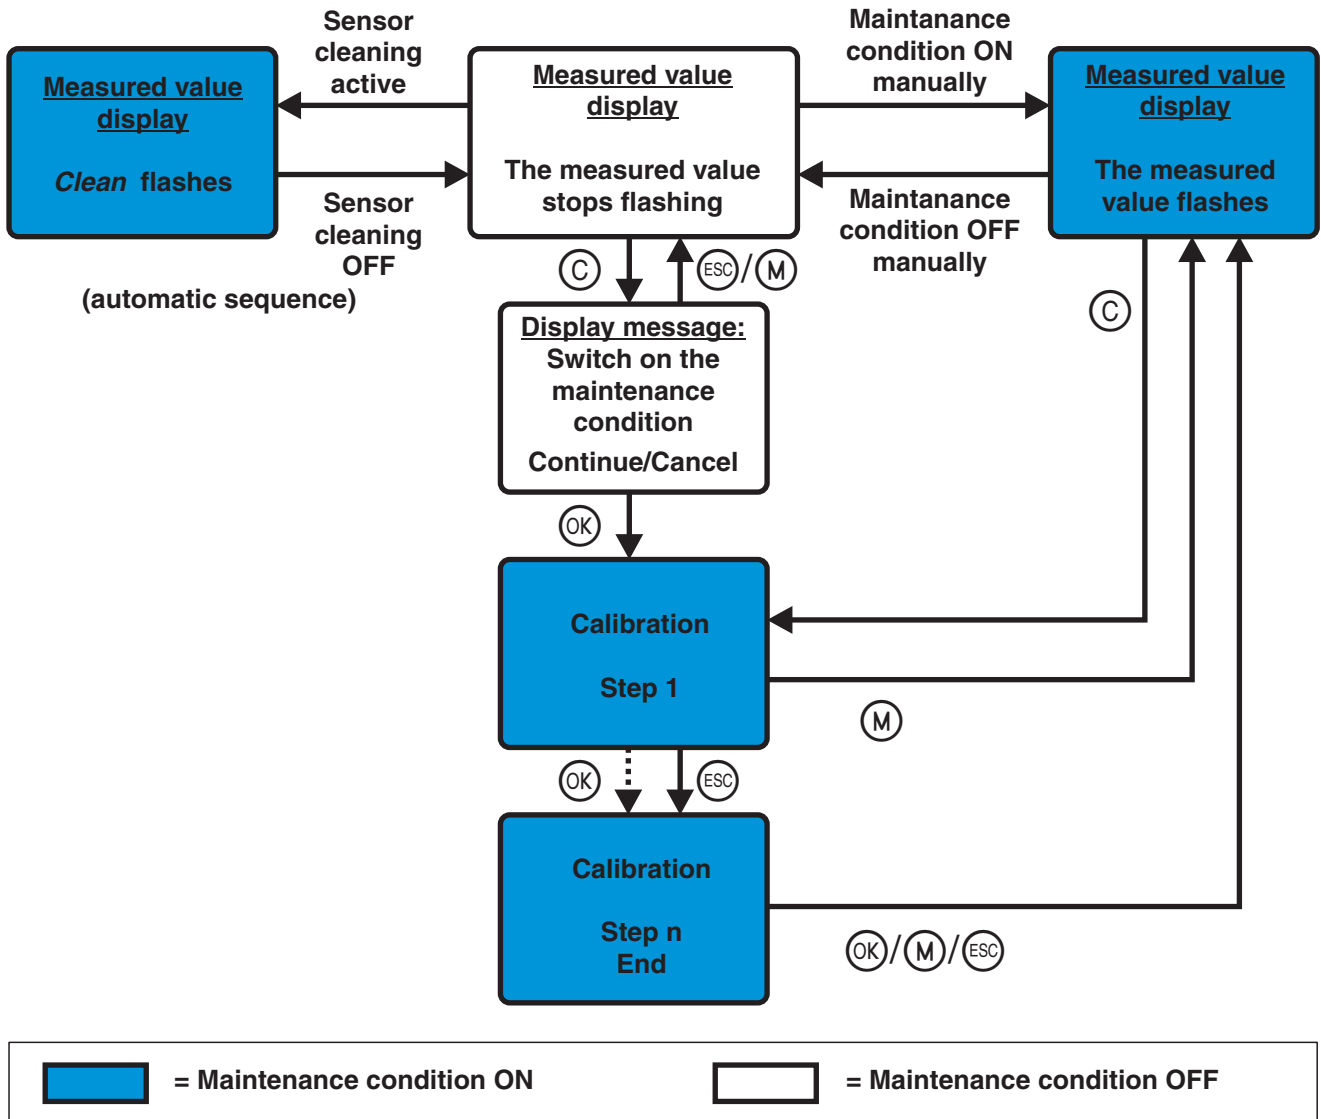 Sensor
cleaning
active
Maintanance
condition ON
manually
Measured value
display
Clean flashes
Measured value
display
The measured value
stops flashing
Measured value
display
The measured
value flashes
Sensor
cleaning
OFF
(automatic sequence)
Maintanance
condition OFF
manually
C
ESC/M
C
Display message:
Switch on the
maintenance
condition
Continue/Cancel
OK
Calibration
Step 1
M
OK
ESC
Calibration
Step n
End
OK/M/ESC
= Maintenance condition ON
= Maintenance condition OFF